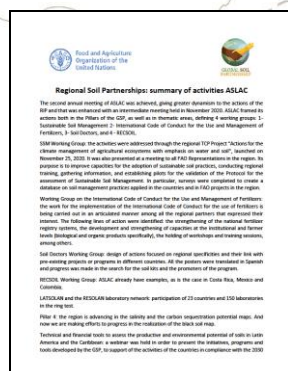 Food and Agriculture
Organization of the
United Nations
GLOBAL SOIL
PARTNERSHIP
Regional Soil Partnerships: summary of activities ASLAC
The second annual meeting of ASLAC was achieved, giving greater dynamism to the actions of the
RIP and that was enhanced with an intermediate meeting held in November 2020. ASLAC framed its
actions both in the Pillars of the GSP, as well as in thematic areas, defining 4 working groups: 1-
Sustainable Soil Management 2- International Code of Conduct for the Use and Management of
Fertilizers, 3- Soil Doctors, and 4 - RECSOIL.
SSM Working Group: the activities were addressed through the regional TCP Project "Actions for the
climate management of agricultural ecosystems with emphasis on water and soil", launched on
November 25, 2020. It was also presented at a meeting to all FAO Representations in the region. Its
purpose is to improve capacities for the adoption of sustainable soil practices, conducting regional
training, gathering information, and establishing pilots for the validation of the Protocol for the
assessment of Sustainable Soil Management. In particular, surveys were completed to create a
database on soil management practices applied in the countries and in FAO projects in the region.
Working Group on the International Code of Conduct for the Use and Management of Fertilizers:
the work for the implementation of the International Code of Conduct for the use of fertilizers is
being carried out in an articulated manner among all the regional partners that expressed their
interest. The following lines of action were identified: the strengthening of the national fertilizer
registry systems, the development and strengthening of capacities at the institutional and farmer
levels (biological and organic products specifically), the holding of workshops and training sessions,
among others.
Soil Doctors Working Group: design of actions focused on regional specificities and their link with
pre-existing projects or programs in different countries. All the posters were translated in Spanish
and progress was made in the search for the soil kits and the promoters of the program.
RECSOIL Working Group: ASLAC already have examples, as is the case in Costa Rica, Mexico and
Colombia.
LATSOLAN and the RESOLAN laboratory network: participation of 23 countries and 150 laboratories
in the ring test.
Pillar 4: the region is advancing in the salinity and the carbon sequestration potential maps. And
now we are making efforts to progress in the realization of the black soil map.
Technical and financial tools to assess the productive and environmental potential of soils in Latin
America and the Caribbean: a webinar was held in order to present the initiatives, programs and
tools developed by the GSP, to support of the activities of the countries in compliance with the 2030